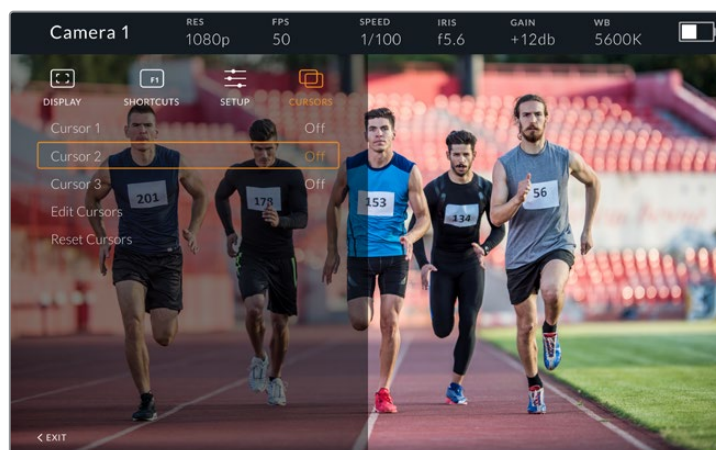 Camera 1
RES
1080p
FPS
50
SPEED
1/100
IRIS
f5.6
GAIN
+12db
WB
5600K
F1
DISPLAY SHORTCUTS SETUP CURSORS
Cursor 1 Off
Cursor 2 Off
Cursor 3 Off
Edit Cursors
Reset Cursors
201
178
153
134
56
< EXIT